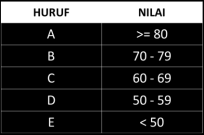 HURUF NILAI
A >= 80
B 70 - 79
C 60 - 69
D 50 - 59
E < 50